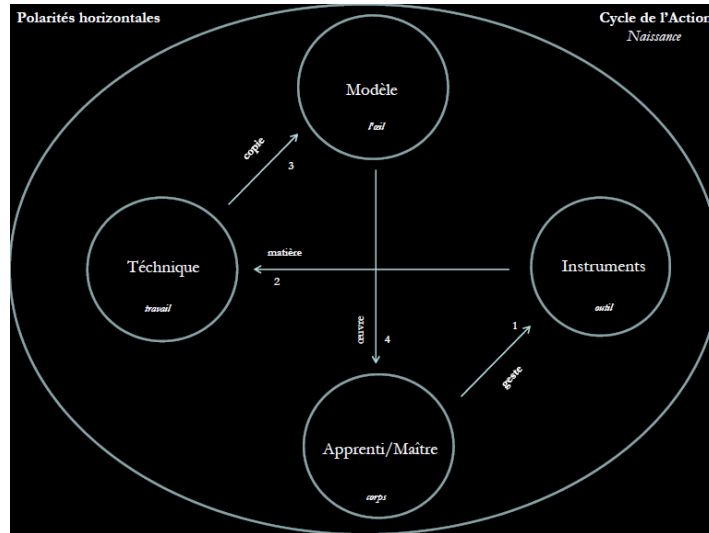 Polarités horizontales
Cycle de l'Action
Naissance
Modèle
l'œil
copie
3
Téchnique
travail
matière
2
Instruments
outil
œuvre
4
1
geste
Apprenti/Maître
corps